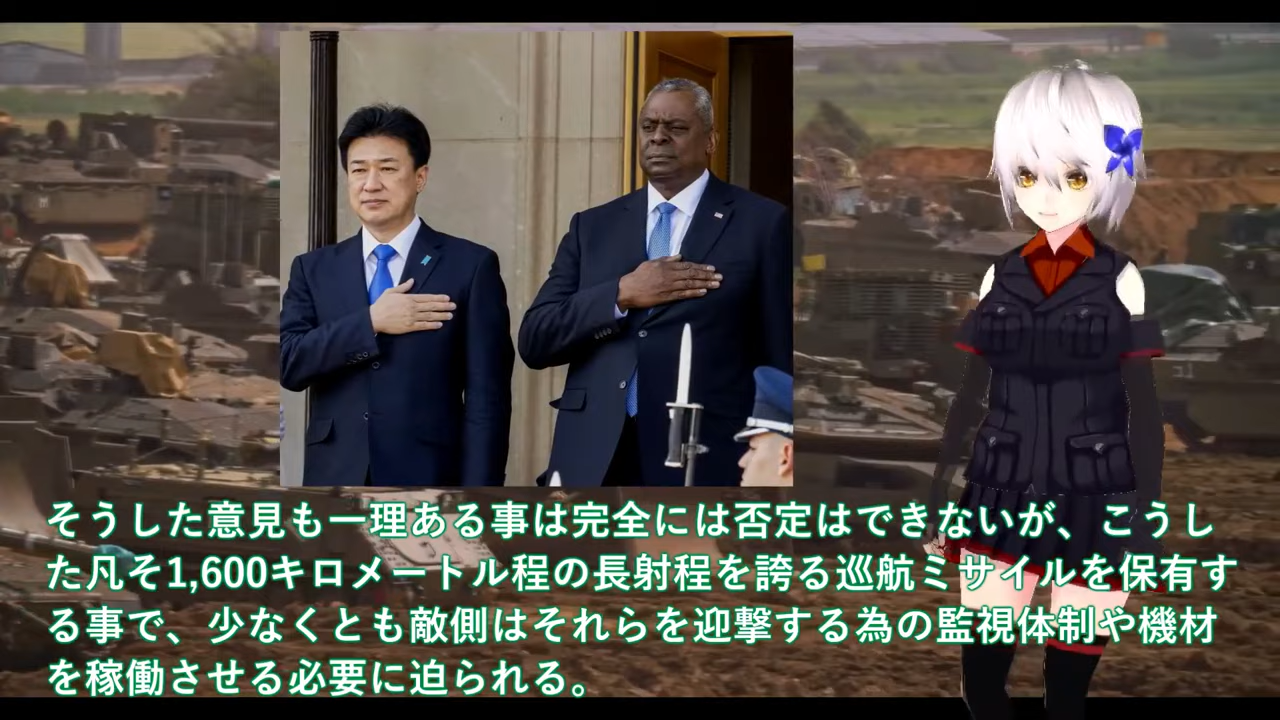 そうした意見も一理ある事は完全には否定はできないが、こうし
た凡そ1,600キロメートル程の長射程を誇る巡航ミサイルを保有す
る事で、少なくとも敵側はそれらを迎撃する為の監視体制や機材
を稼働させる必要に迫られる。